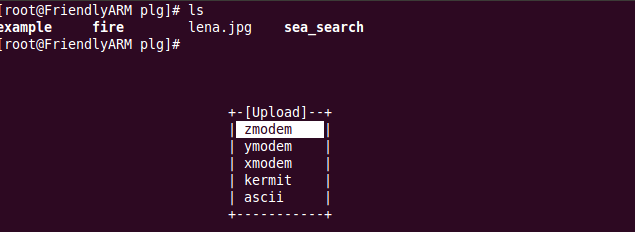 [root@FriendlyARM plg]# ls
example     fire        lena.jpg    sea_search
[root@FriendlyARM plg]#
+-[Upload]--+
| zmodem    |
| ymodem    |
| xmodem    |
| kermit    |
| ascii     |
+-----------+